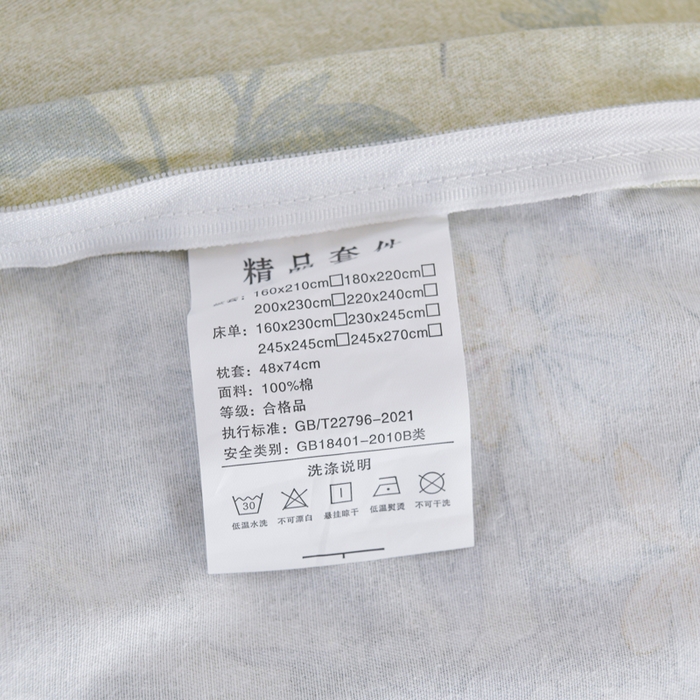 精品套件
160x210cm□180x220cm□
200x230cm□220x240cm□
床单：160x230cm□230x245cm□
245x245cm□245x270cm□
枕套：48x74cm
面料：100%棉
等级：合格品
执行标准：GB/T22796-2021
安全类别：GB18401-2010B类
洗涤说明
30
低温水洗 不可漂白 悬挂晾干 低温熨烫 不可干洗